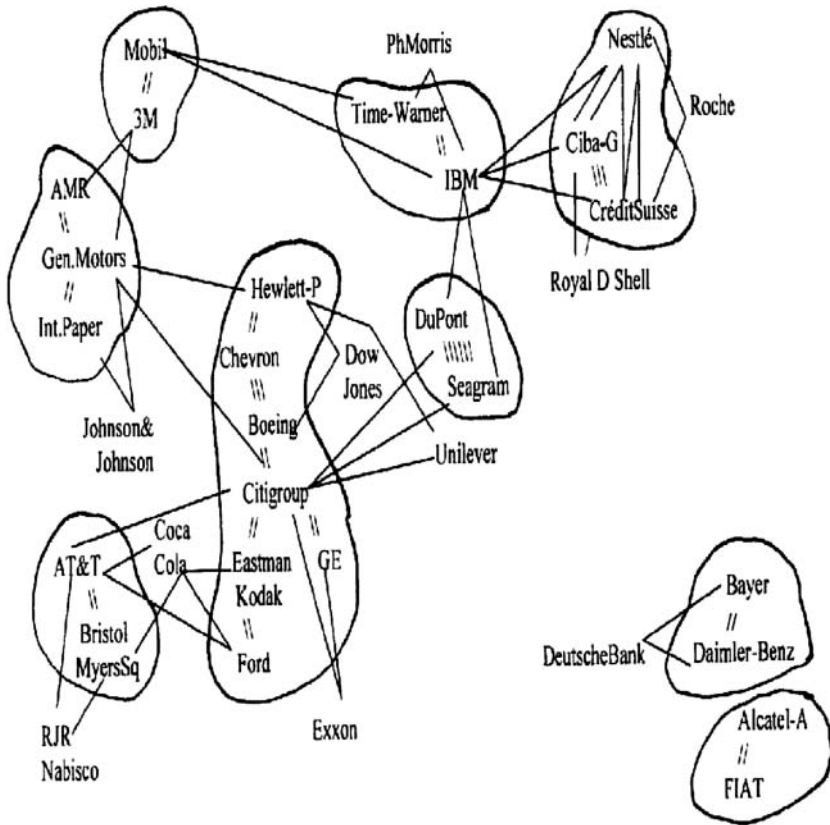 Mobil
PhMorris
Nestlé
3M
Time-Warner
Roche
Ciba-G
AMR
IBM
CréditSuisse
Gen.Motors
Hewlett-P
Royal D Shell
Int.Paper
DuPont
Chevron
Dow
Jones
Seagram
Boeing
Johnson&
Johnson
Unilever
Citigroup
Coca
Cola
AT&T
Eastman
Kodak
GE
Bristol
MyersSq
Ford
Bayer
DeutscheBank
Daimler-Benz
RJR
Nabisco
Exxon
Alcatel-A
FIAT